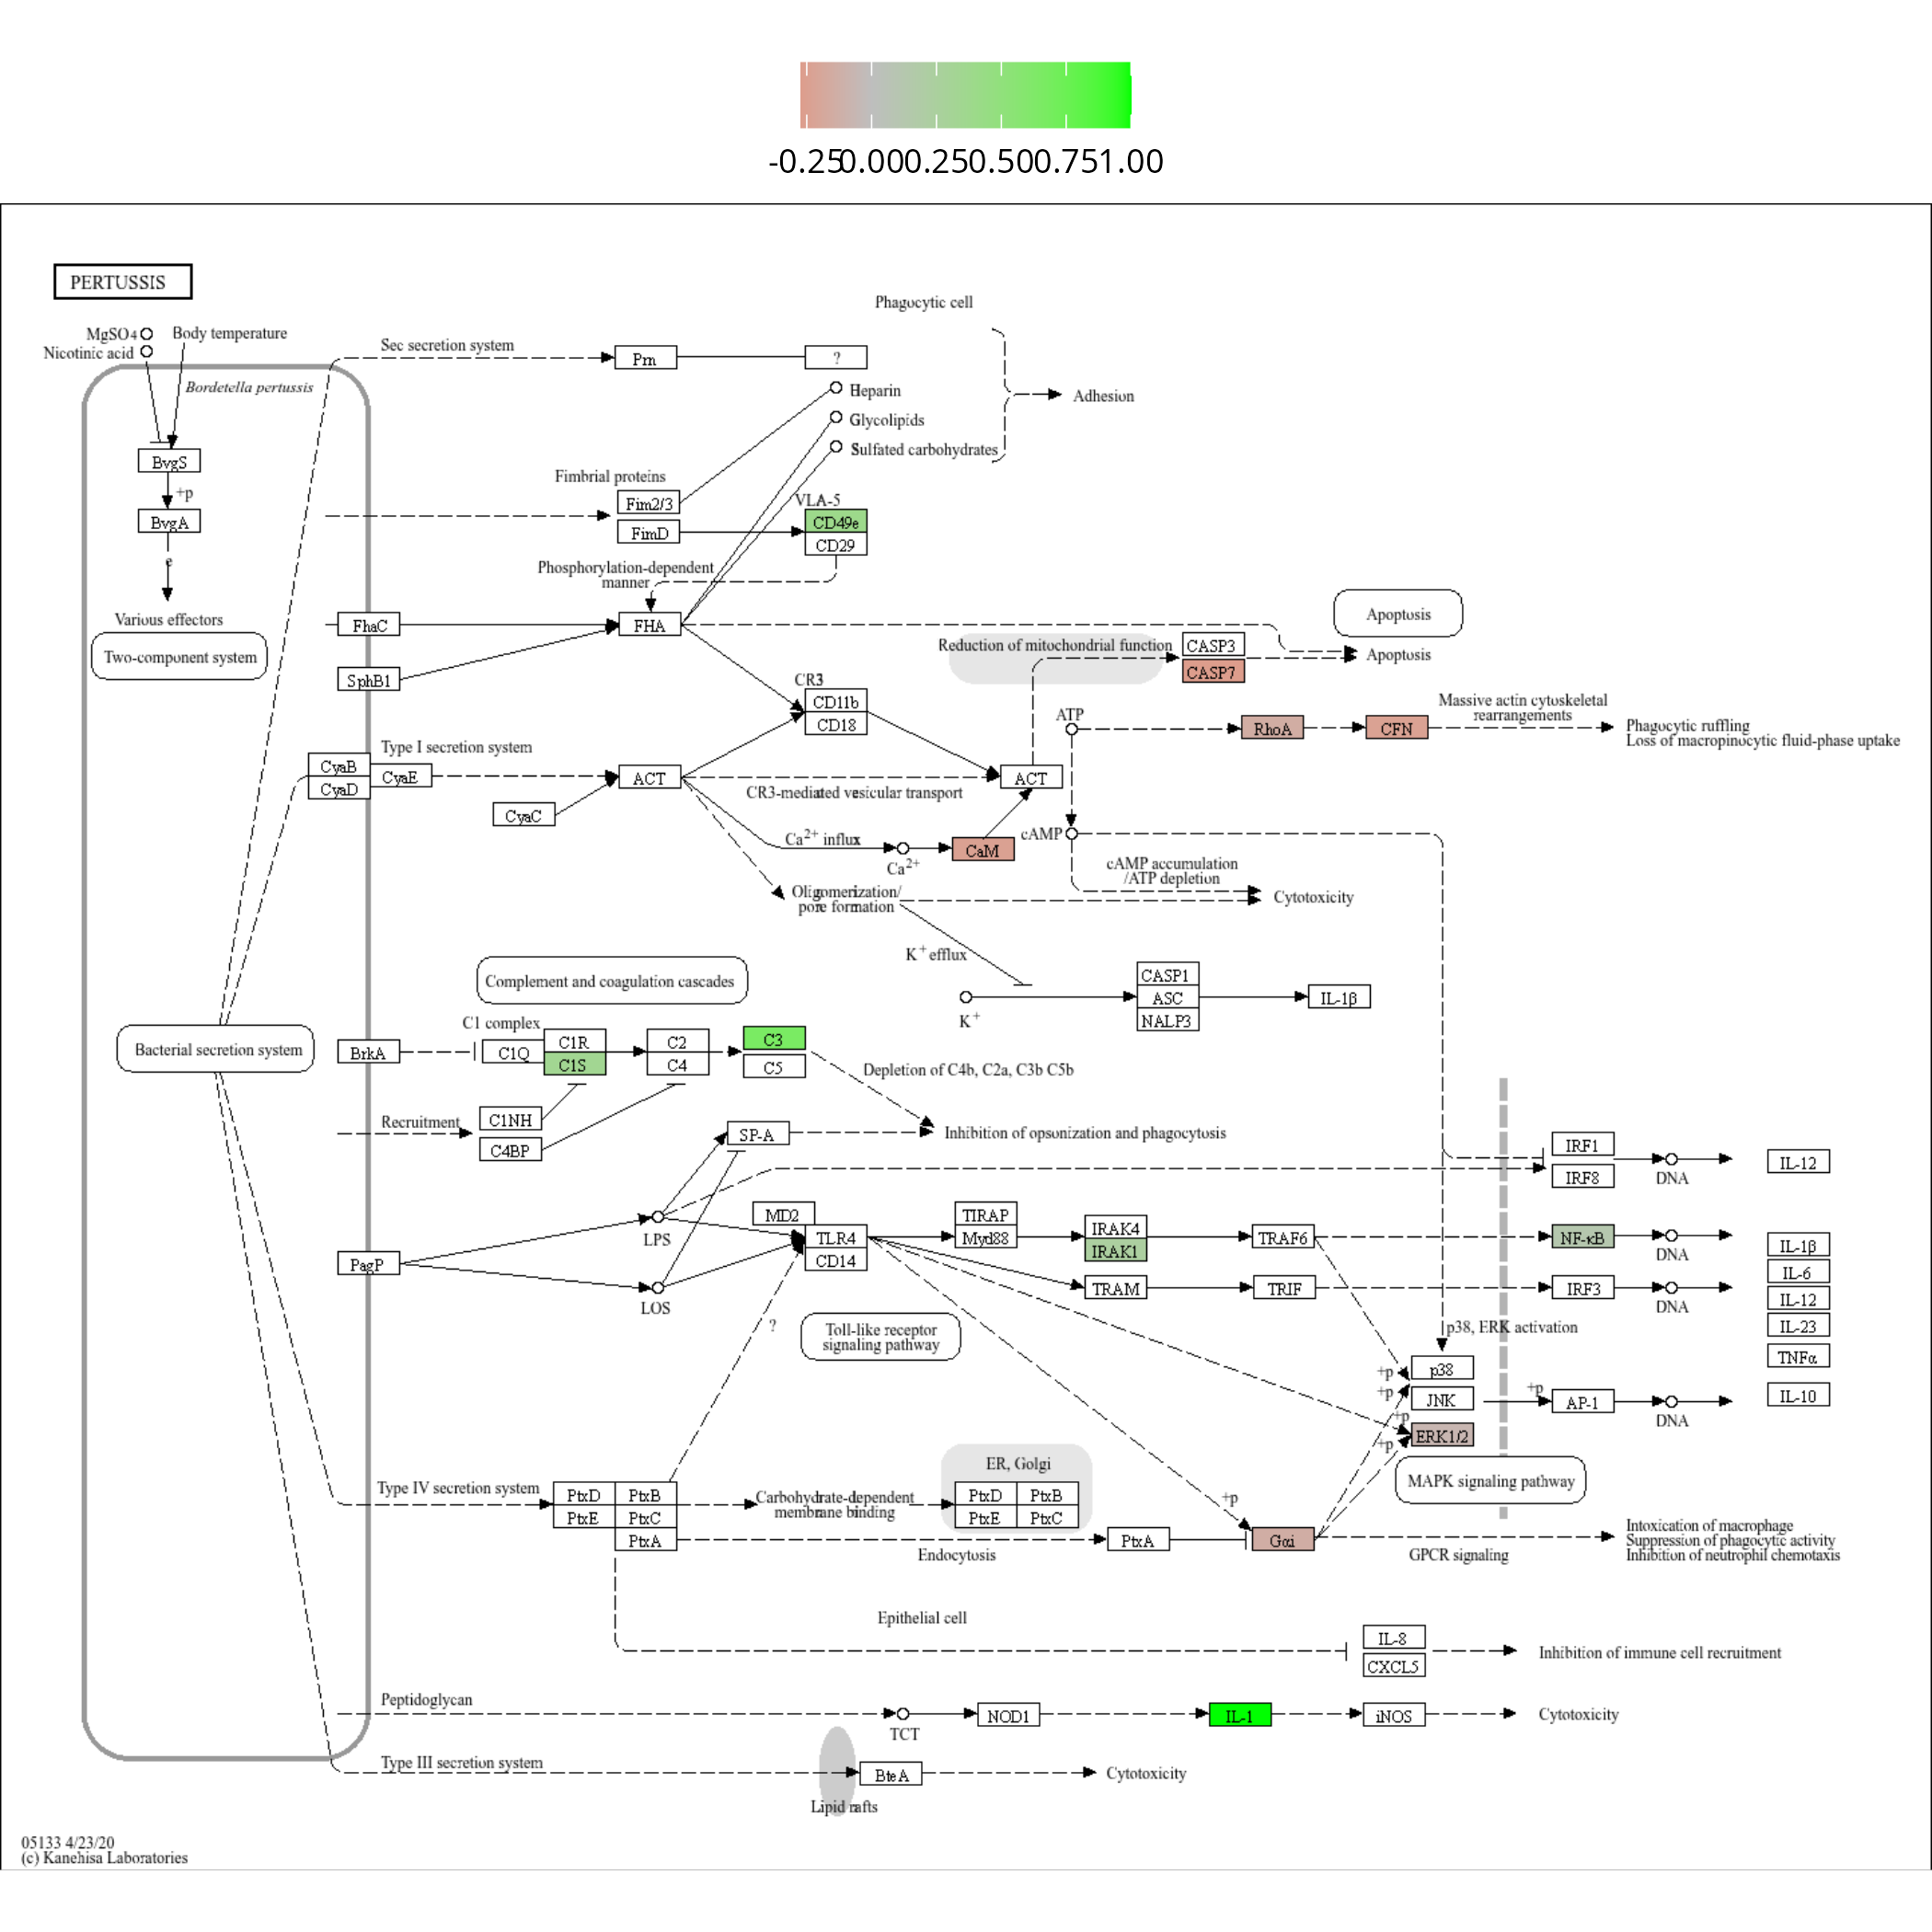 -0.25 0.00 0.25 0.50 0.75 1.00
PERTUSSIS
Phagocytic cell
MgSO4
Body temperature
Nicotinic acid
Sec secretion system
Prn
?
Bordetella pertussis
Heparin
Adhesion
Glycolipids
Sulfated carbohydrates
BvgS
+p
BvgA
e
Various effectors
Two-component system
Fimbrial proteins
Fim2/3
FimD
VLA-5
CD49e
CD29
Phosphorylation-dependent
manner
FhaC
FHA
SphB1
Apoptosis
Reduction of mitochondrial function
CASP3
CASP7
Apoptosis
CR3
CD11b
CD18
ATP
RhoA
CFN
Massive actin cytoskeletal
rearrangements
Phagocytic ruffling
Loss of macropinocytic fluid-phase uptake
Type I secretion system
CyaB
CyaD
CyaE
ACT
ACT
CR3-mediated vesicular transport
CyaC
Ca2+ influx
Ca2+
CaM
cAMP
cAMP accumulation
/ATP depletion
Oligomerization/
pore formation
Cytotoxicity
K+ efflux
K+
CASP1
ASC
NALP3
IL-1β
Complement and coagulation cascades
C1 complex
Bacterial secretion system
BrkA
C1Q
C1R
C1S
C2
C4
C3
C5
Depletion of C4b, C2a, C3b C5b
Recruitment
C1NH
C4BP
SP-A
Inhibition of opsonization and phagocytosis
IRF1
IRF8
DNA
IL-12
LPS
MD2
TLR4
CD14
TIRAP
Myd88
IRAK4
IRAK1
TRAF6
NF-κB
DNA
PagP
LOS
TRAM
TRIF
IRF3
DNA
IL-1β
IL-6
IL-12
IL-23
TNFα
IL-10
?
Toll-like receptor
signaling pathway
p38, ERK activation
+p
p38
+p
JNK
+p
AP-1
DNA
+p
ERK1/2
+p
MAPK signaling pathway
Type IV secretion system
PtxD
PtxB
PtxE
PtxC
PtxA
Carbohydrate-dependent
membrane binding
ER, Golgi
PtxD
PtxB
PtxE
PtxC
Endocytosis
PtxA
+p
Gαi
GPCR signaling
Intoxication of macrophage
Suppression of phagocytic activity
Inhibition of neutrophil chemotaxis
Epithelial cell
IL-8
CXCL5
Inhibition of immune cell recruitment
Peptidoglycan
TCT
NOD1
IL-1
iNOS
Cytotoxicity
Type III secretion system
BteA
Cytotoxicity
Lipid rafts
05133 4/23/20
(c) Kanehisa Laboratories